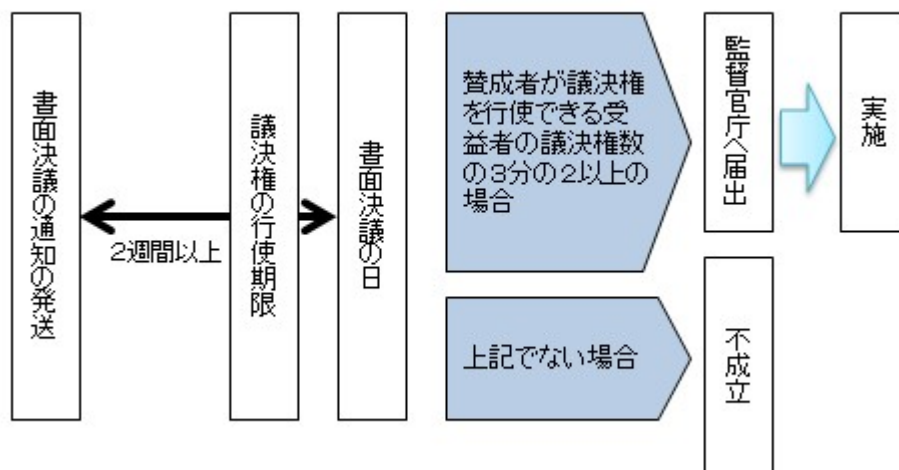 書面決議の通知の発送
2週間以上
議決権の行使期限
書面決議の日
賛成者が議決権
を行使できる受
益者の議決権数
の3分の2以上の
場合
監督官庁へ届出
実施
上記でない場合
不成立